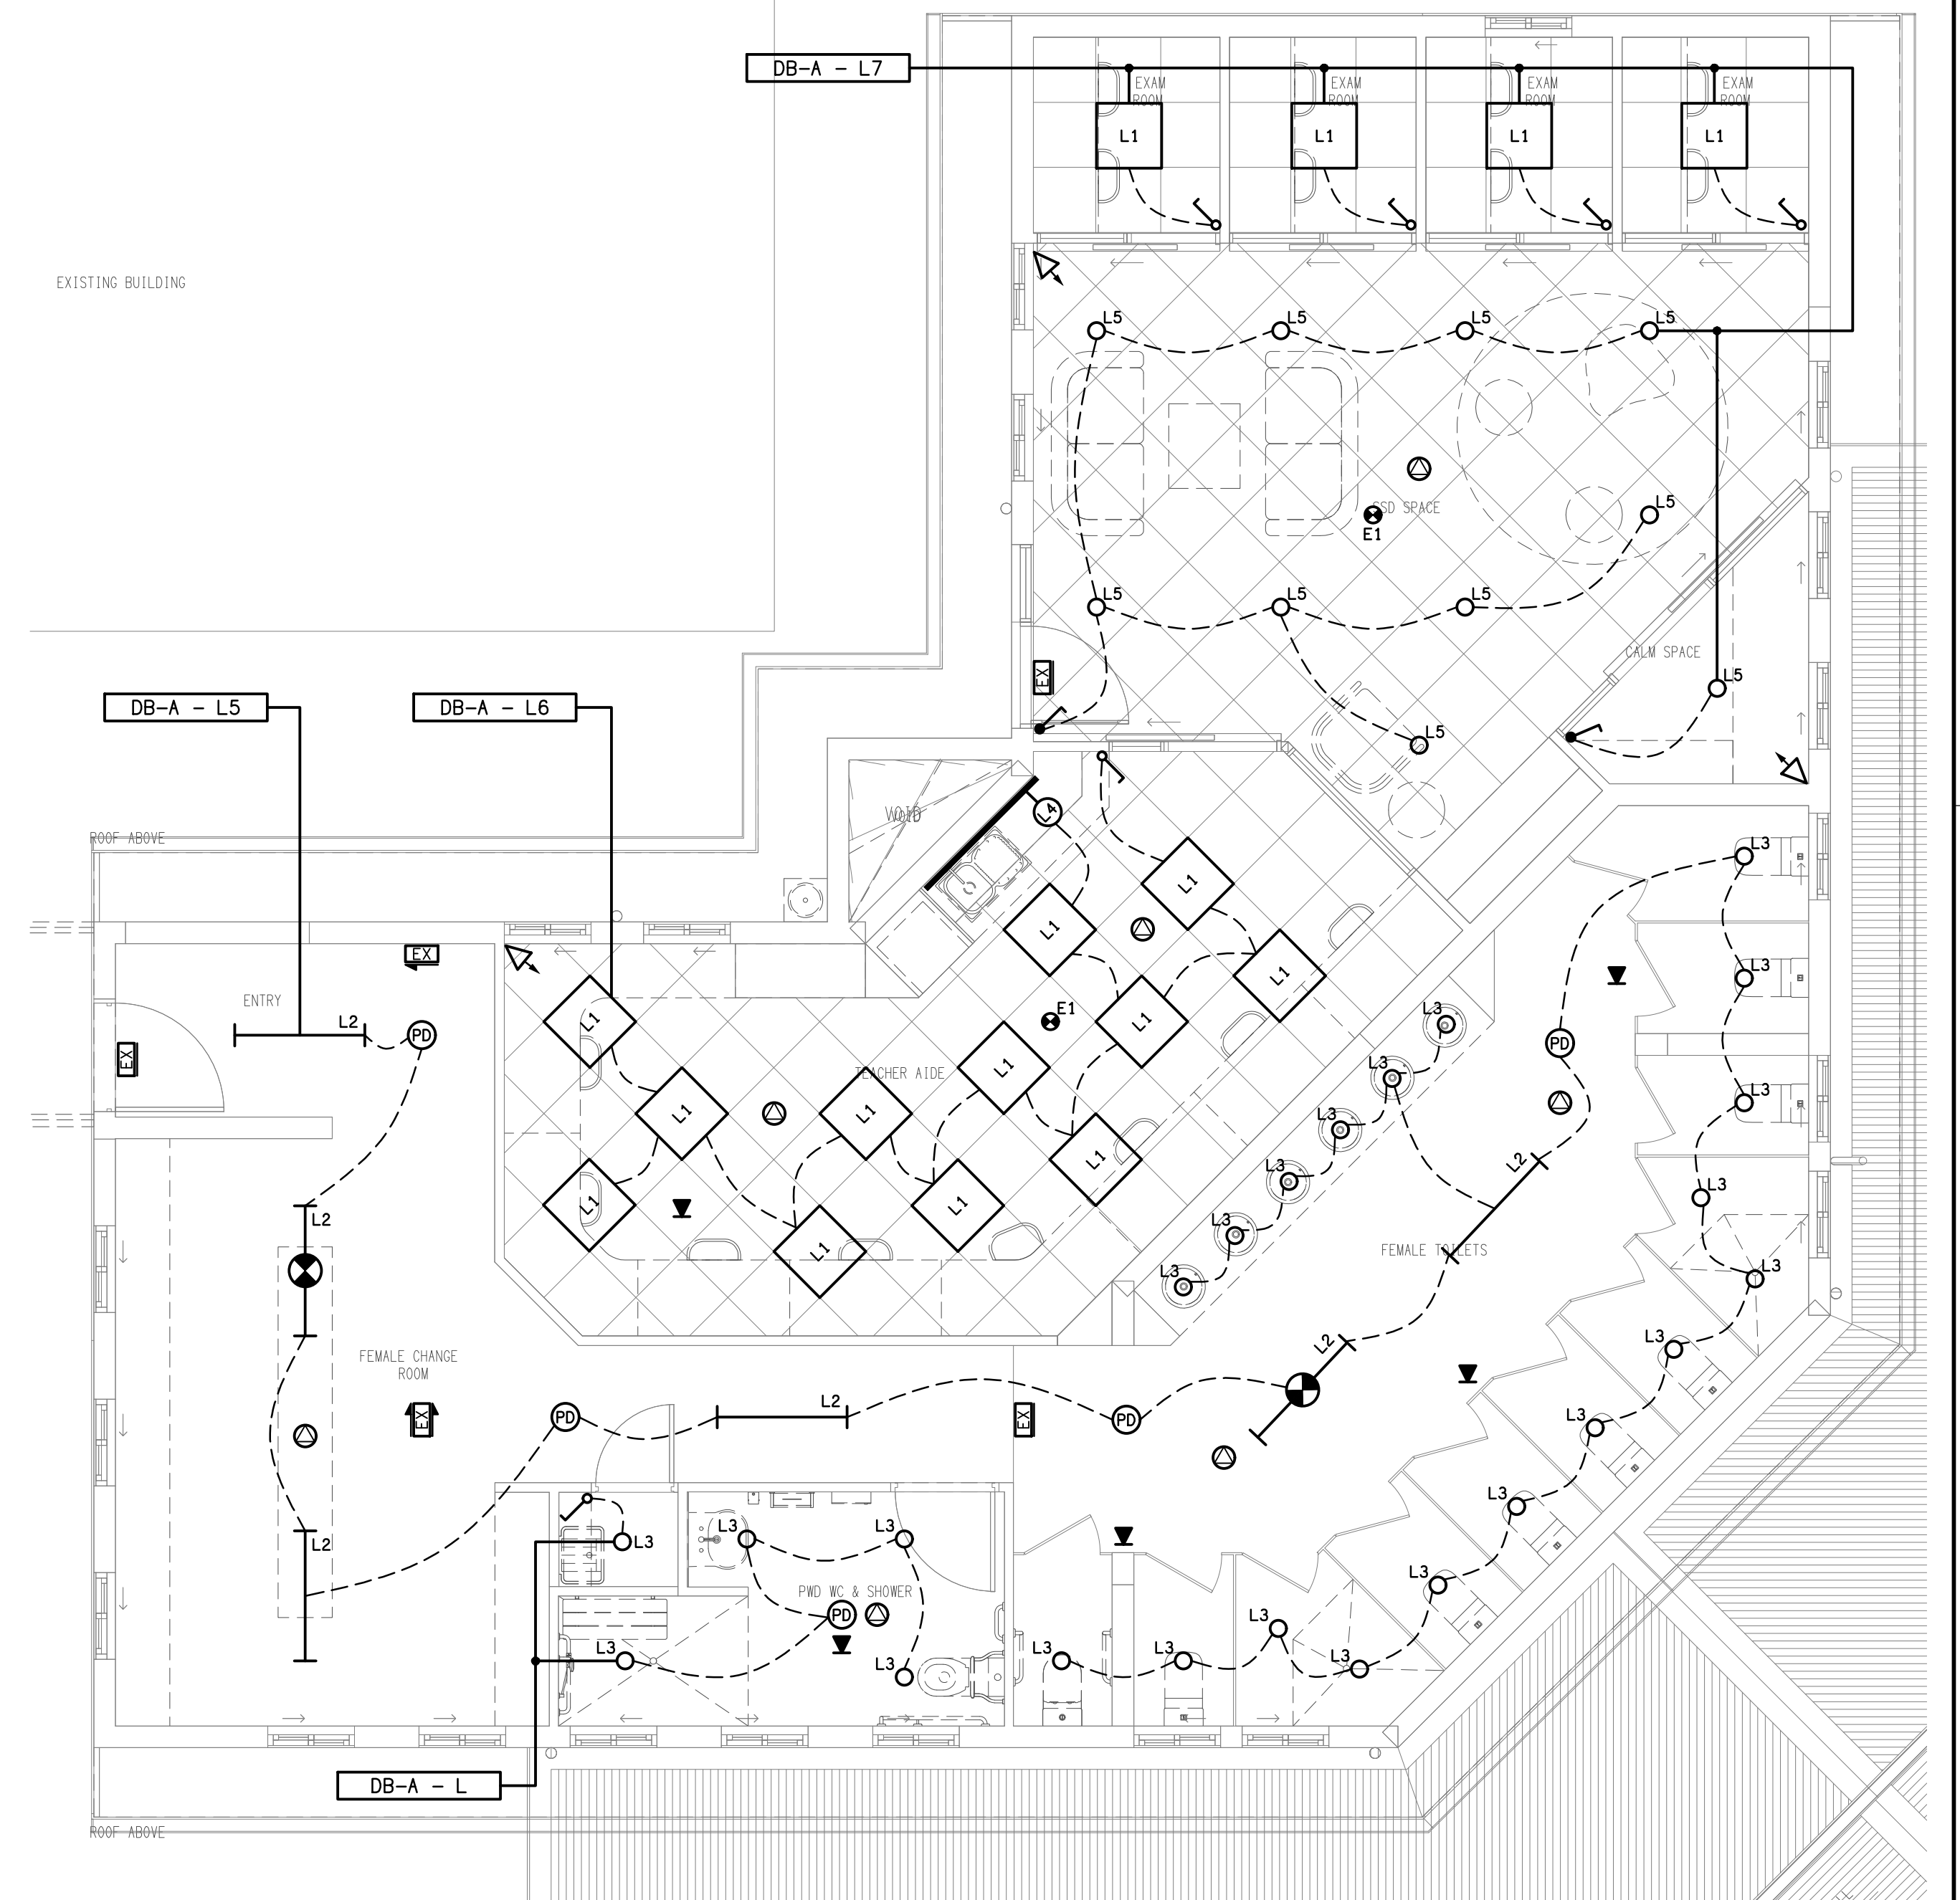 DB-A - L7
EXAM
ROOM
EXAM
ROOM
EXAM
ROOM
EXAM
ROOM
L1
L1
L1
L1
EXISTING BUILDING
L5
L5
L5
L5
SSD SPACE
L5
E1
L5
L5
L5
CALM SPACE
EX
L5
DB-A - L5
DB-A - L6
L5
VOID
L4
ROOF ABOVE
L3
L1
L1
EX
L3
L1
ENTRY
L2
PD
L1
E1
L1
L3
PD
EX
TEACHER AIDE
L1
L3
L3
L1
L1
L3
L1
L2
L3
L2
L1
L1
L3
L3
L1
L3
FEMALE TOILETS
L3
L3
L2
L3
FEMALE CHANGE
ROOM
L2
EX
PD
EX
PD
L3
L3
L2
L3
L3
L3
PWD WC & SHOWER
PD
L3
L3
L3
L3
L3
L3
L3
DB-A - L
ROOF ABOVE